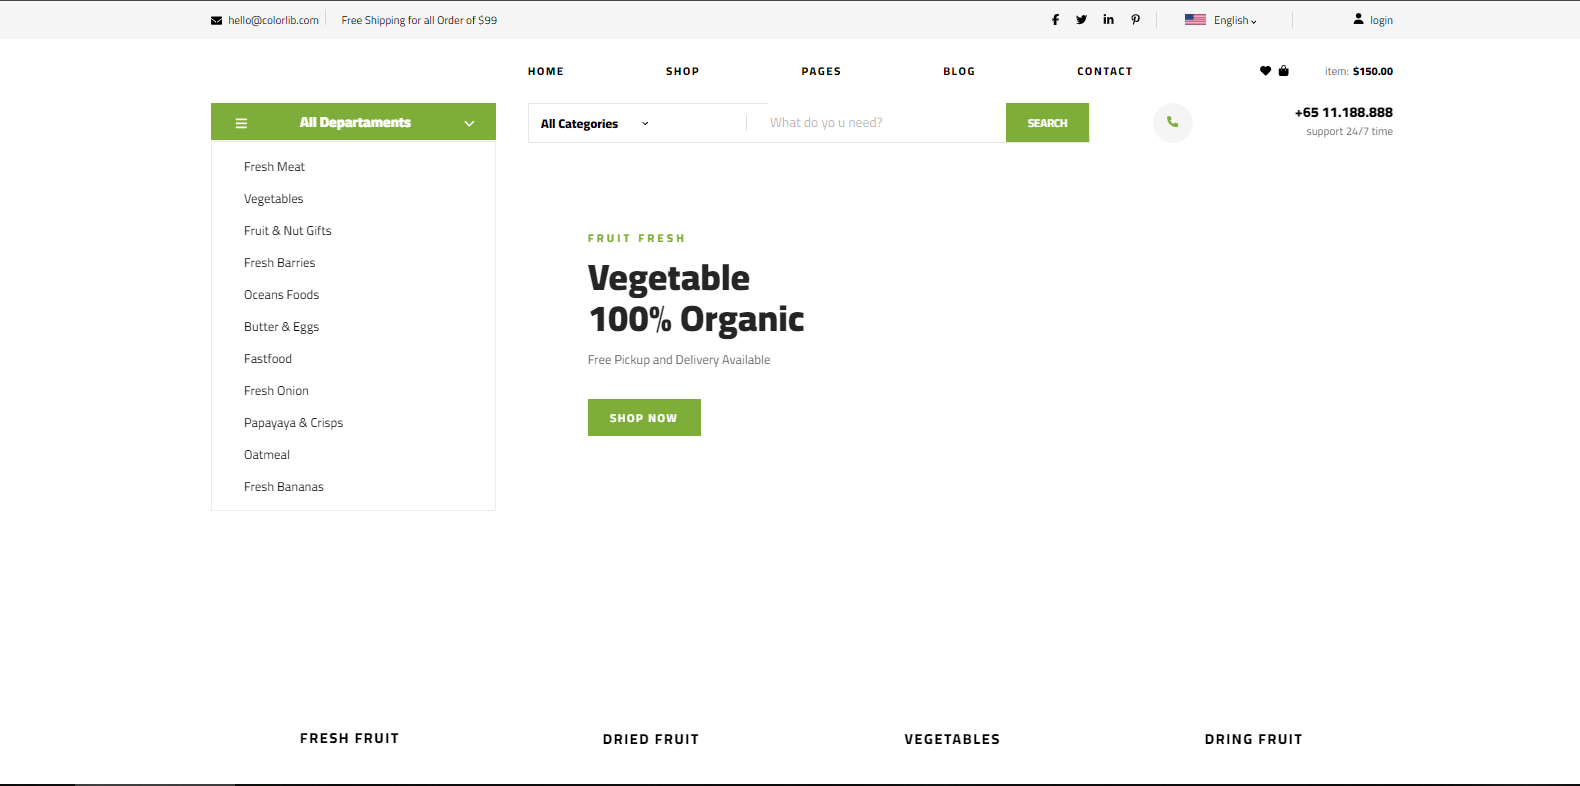 hello@colorlib.com
Free Shipping for all Order of $99
English
login
HOME
SHOP
PAGES
BLOG
CONTACT
item: $150.00
All Departaments
All Categories
What do yo u need?
SEARCH
+65 11.188.888
support 24/7 time
Fresh Meat
Vegetables
Fruit & Nut Gifts
Fresh Barries
Oceans Foods
Butter & Eggs
Fastfood
Fresh Onion
Papayaya & Crisps
Oatmeal
Fresh Bananas
FRUIT FRESH
Vegetable
100% Organic
Free Pickup and Delivery Available
SHOP NOW
FRESH FRUIT
DRIED FRUIT
VEGETABLES
DRING FRUIT